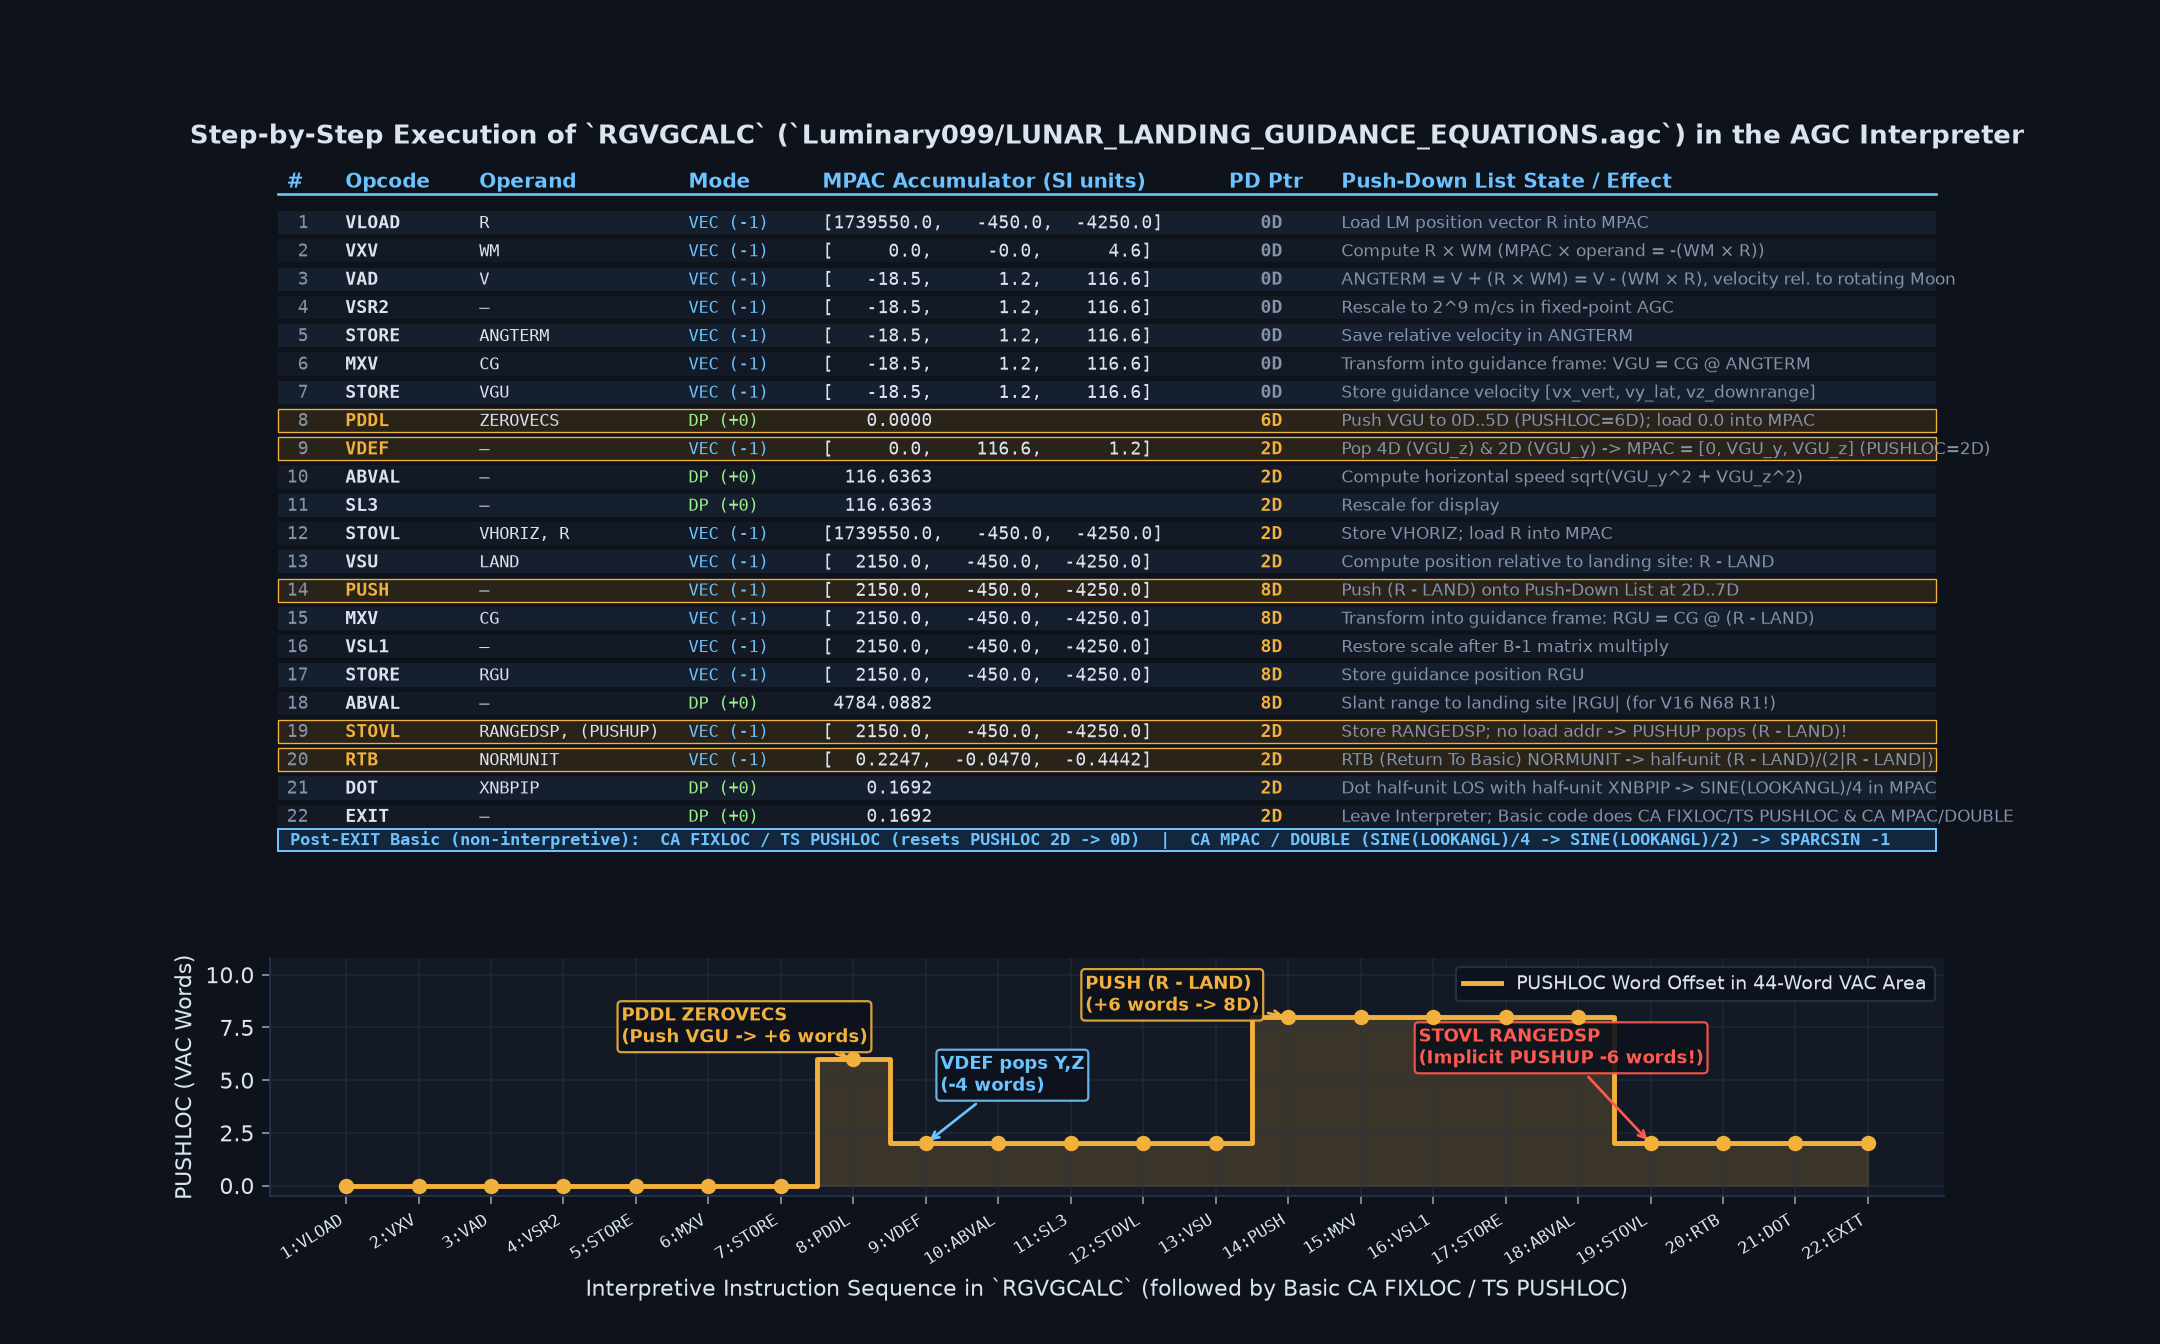 Step-by-Step Execution of `RGVGCALC` (`Luminary099/LUNAR_LANDING_GUIDANCE_EQUATIONS.agc`) in the AGC Interpreter
# Opcode Operand Mode MPAC Accumulator (SI units) PD Ptr Push-Down List State / Effect
1 VLOAD R VEC (-1) [1739550.0, -450.0, -4250.0] 0D Load LM position vector R into MPAC
2 VXV WM VEC (-1) [ 0.0, -0.0, 4.6] 0D Compute R × WM (MPAC × operand = -(WM × R))
3 VAD V VEC (-1) [ -18.5, 1.2, 116.6] 0D ANGTERM = V + (R × WM) = V - (WM × R), velocity rel. to rotating Moon
4 VSR2 — VEC (-1) [ -18.5, 1.2, 116.6] 0D Rescale to 2^9 m/cs in fixed-point AGC
5 STORE ANGTERM VEC (-1) [ -18.5, 1.2, 116.6] 0D Save relative velocity in ANGTERM
6 MXV CG VEC (-1) [ -18.5, 1.2, 116.6] 0D Transform into guidance frame: VGU = CG @ ANGTERM
7 STORE VGU VEC (-1) [ -18.5, 1.2, 116.6] 0D Store guidance velocity [vx_vert, vy_lat, vz_downrange]
8 PDDL ZEROVECS DP (+0) 0.0000 6D Push VGU to 0D..5D (PUSHLOC=6D); load 0.0 into MPAC
9 VDEF — VEC (-1) [ 0.0, 116.6, 1.2] 2D Pop 4D (VGU_z) & 2D (VGU_y) -> MPAC = [0, VGU_y, VGU_z] (PUSHLOC=2D)
10 ABVAL — DP (+0) 116.6363 2D Compute horizontal speed sqrt(VGU_y^2 + VGU_z^2)
11 SL3 — DP (+0) 116.6363 2D Rescale for display
12 STOVL VHORIZ, R VEC (-1) [1739550.0, -450.0, -4250.0] 2D Store VHORIZ; load R into MPAC
13 VSU LAND VEC (-1) [ 2150.0, -450.0, -4250.0] 2D Compute position relative to landing site: R - LAND
14 PUSH — VEC (-1) [ 2150.0, -450.0, -4250.0] 8D Push (R - LAND) onto Push-Down List at 2D..7D
15 MXV CG VEC (-1) [ 2150.0, -450.0, -4250.0] 8D Transform into guidance frame: RGU = CG @ (R - LAND)
16 VSL1 — VEC (-1) [ 2150.0, -450.0, -4250.0] 8D Restore scale after B-1 matrix multiply
17 STORE RGU VEC (-1) [ 2150.0, -450.0, -4250.0] 8D Store guidance position RGU
18 ABVAL — DP (+0) 4784.0882 8D Slant range to landing site |RGU| (for V16 N68 R1!)
19 STOVL RANGEDSP, (PUSHUP) VEC (-1) [ 2150.0, -450.0, -4250.0] 2D Store RANGEDSP; no load addr -> PUSHUP pops (R - LAND)!
20 RTB NORMUNIT VEC (-1) [ 0.2247, -0.0470, -0.4442] 2D RTB (Return To Basic) NORMUNIT -> half-unit (R - LAND)/(2|R - LAND|)
21 DOT XNBPIP DP (+0) 0.1692 2D Dot half-unit LOS with half-unit XNBPIP -> SINE(LOOKANGL)/4 in MPAC
22 EXIT — DP (+0) 0.1692 2D Leave Interpreter; Basic code does CA FIXLOC/TS PUSHLOC & CA MPAC/DOUBLE
Post-EXIT Basic (non-interpretive): CA FIXLOC / TS PUSHLOC (resets PUSHLOC 2D -> 0D) | CA MPAC / DOUBLE (SINE(LOOKANGL)/4 -> SINE(LOOKANGL)/2) -> SPARCSIN -1
PUSHLOC (VAC Words)
10.0
7.5
5.0
2.5
0.0
PDDL ZEROVECS
(Push VGU -> +6 words)
VDEF pops Y,Z
(-4 words)
PUSH (R - LAND)
(+6 words -> 8D)
STOVL RANGEDSP
(Implicit PUSHUP -6 words!)
PUSHLOC Word Offset in 44-Word VAC Area
1:VLOAD
2:VXV
3:VAD
4:VSR2
5:STORE
6:MXV
7:STORE
8:PDDL
9:VDEF
10:ABVAL
11:SL3
12:STOVL
13:VSU
14:PUSH
15:MXV
16:VSL1
17:STORE
18:ABVAL
19:STOVL
20:RTB
21:DOT
22:EXIT
Interpretive Instruction Sequence in `RGVGCALC` (followed by Basic CA FIXLOC / TS PUSHLOC)